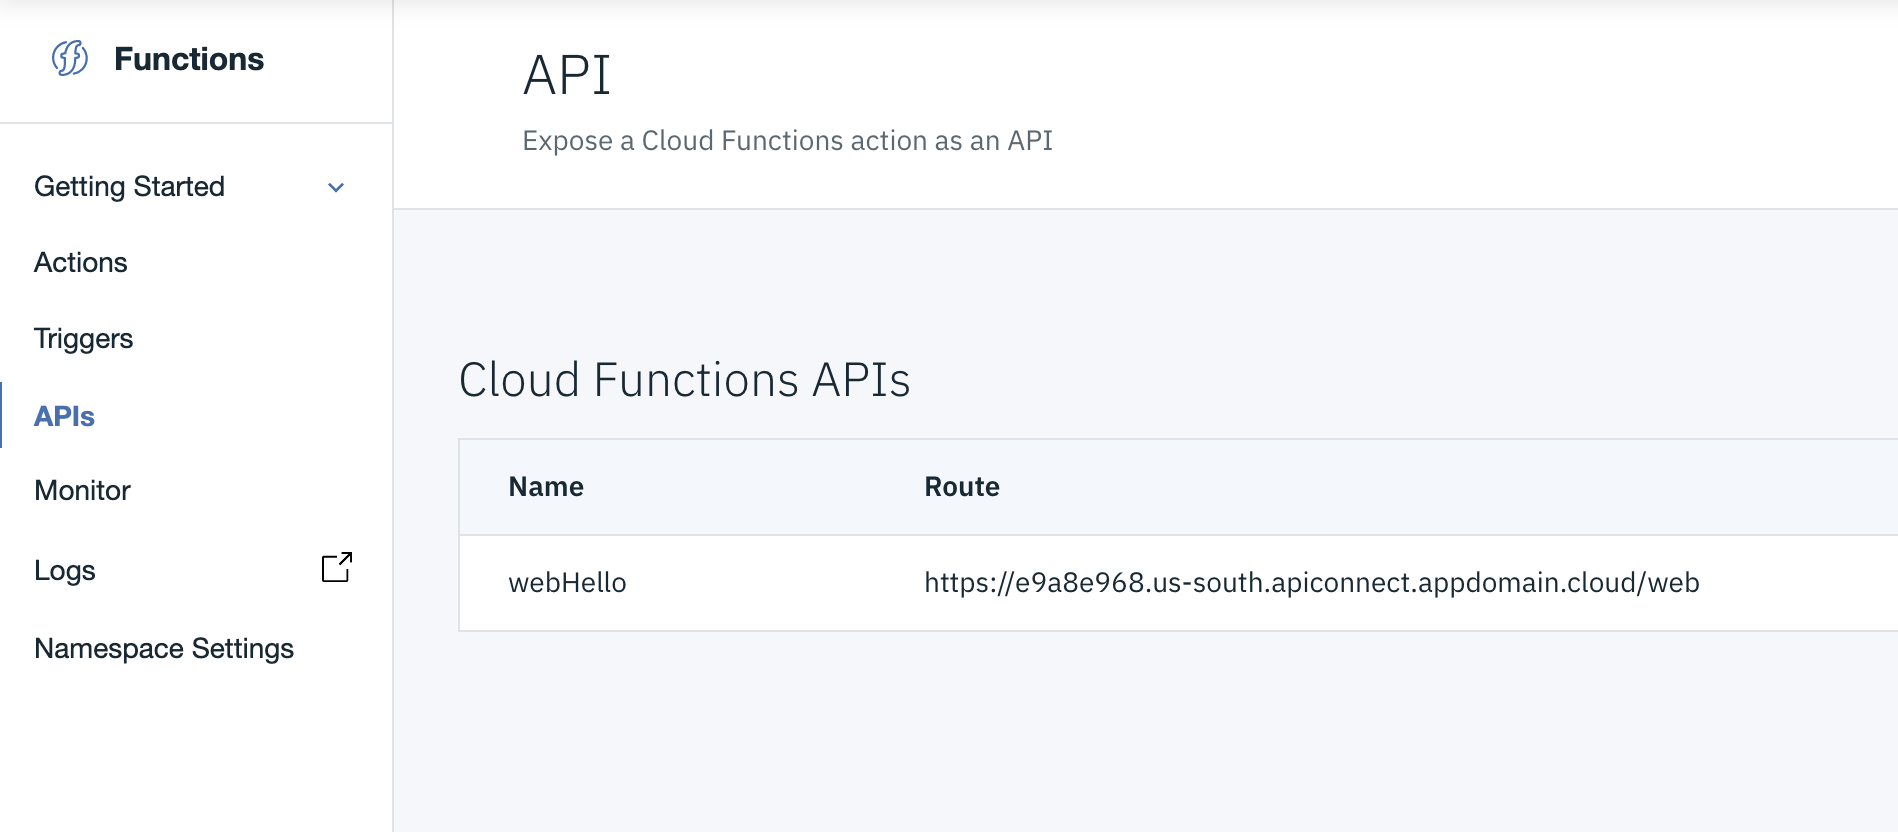 Functions
Getting Started
Actions
Triggers
APIs
Monitor
Logs
Namespace Settings
API
Expose a Cloud Functions action as an API
Cloud Functions APIs
Name Route
webHello https://e9a8e968.us-south.apiconnect.appdomain.cloud/web